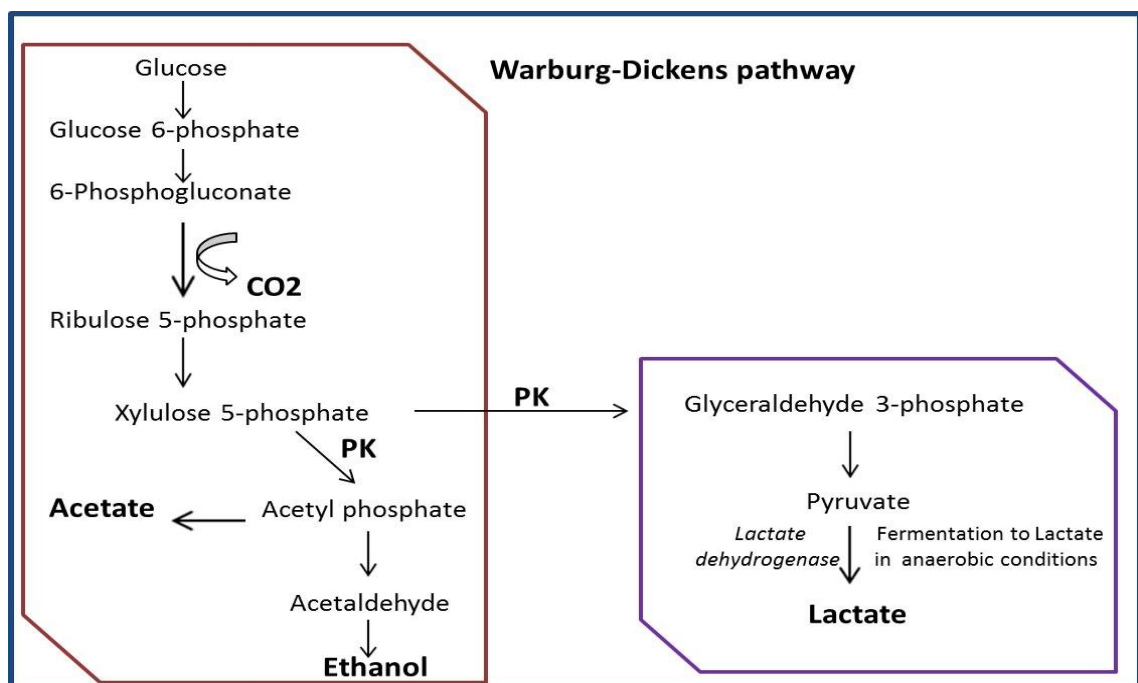 Warburg-Dickens pathway
Glucose
Glucose 6-phosphate
6-Phosphogluconate
CO2
Ribulose 5-phosphate
Xylulose 5-phosphate
PK
PK
Acetate
Acetyl phosphate
Acetaldehyde
Ethanol
Glyceraldehyde 3-phosphate
Pyruvate
Lactate
dehydrogenase
Fermentation to Lactate
in anaerobic conditions
Lactate